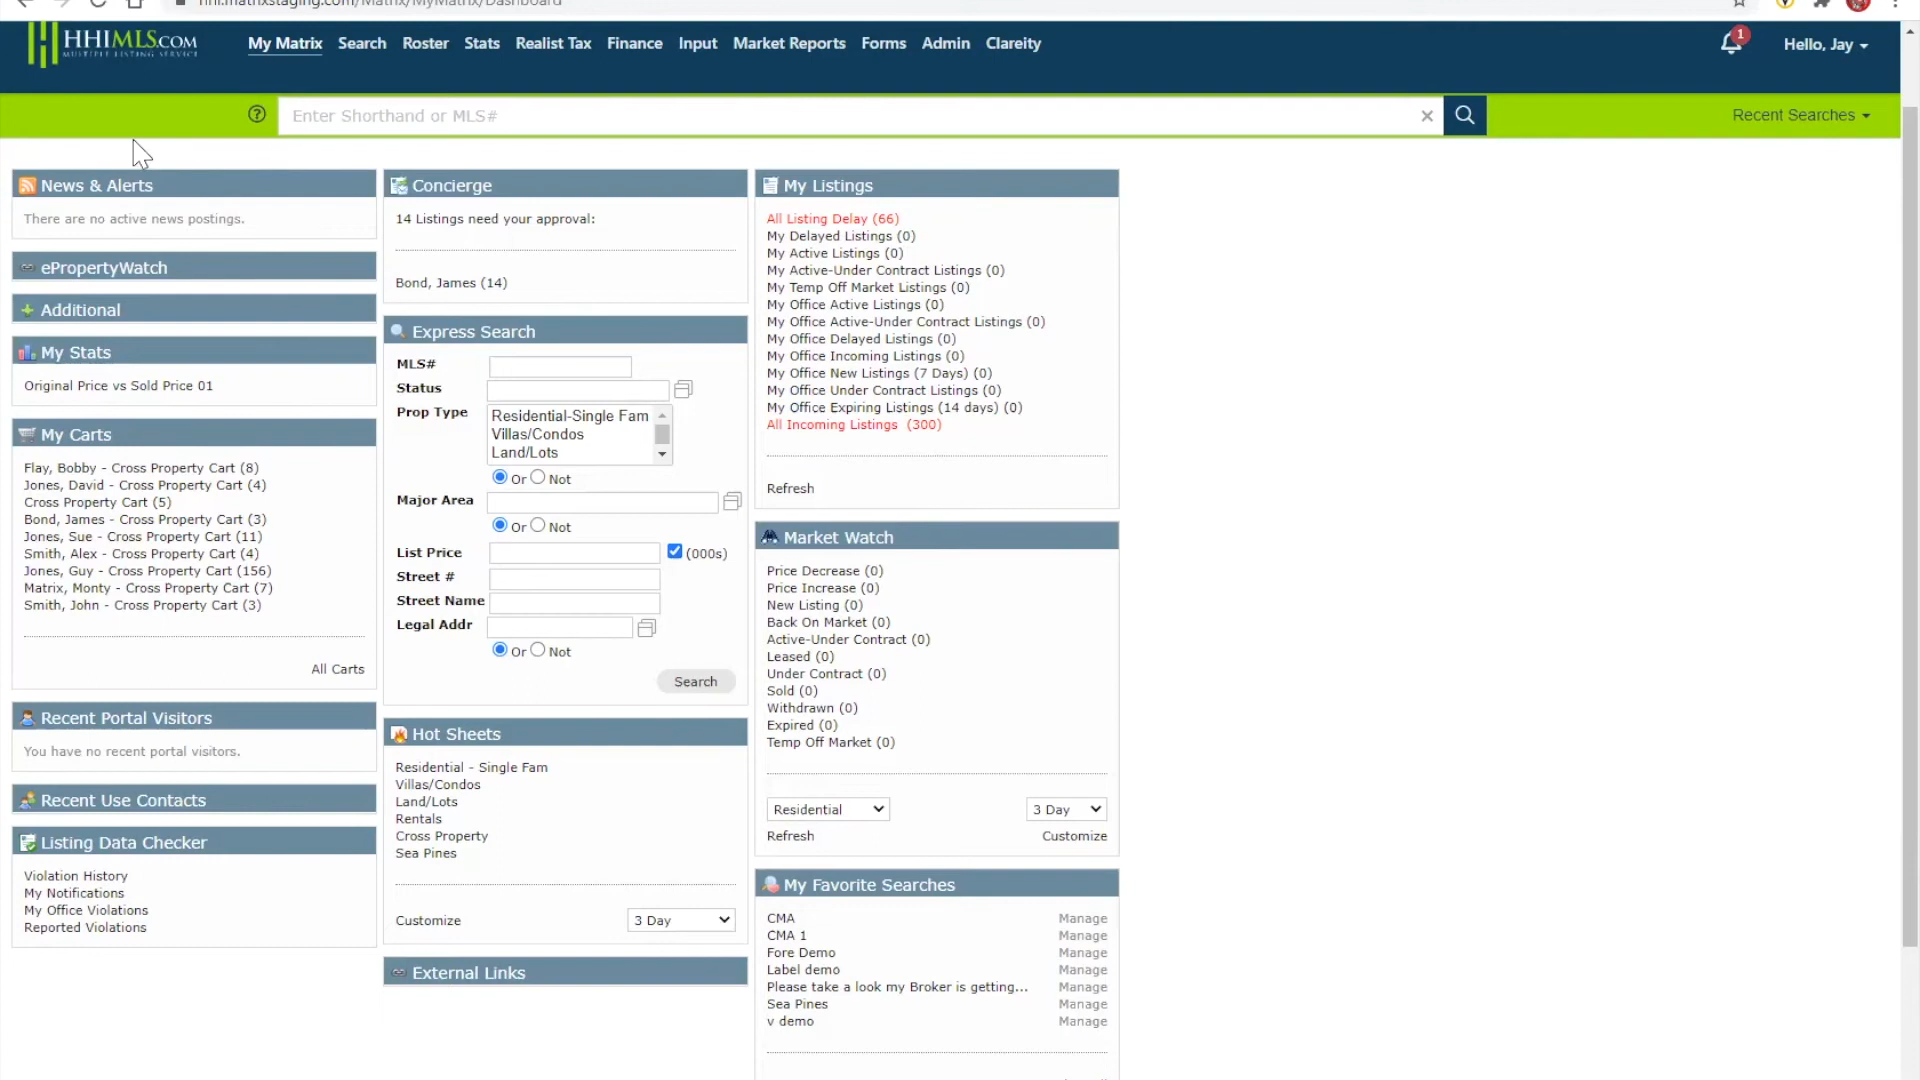 hhi.matrixstaging.com/Matrix/MyMatrix/Dashboard
HHIMLS.COM
MULTIPLE LISTING SERVICE
My Matrix Search Roster Stats Realist Tax Finance Input Market Reports Forms Admin Clareity
1
Hello, Jay
Enter Shorthand or MLS#
Recent Searches
News & Alerts
There are no active news postings.
ePropertyWatch
Additional
My Stats
Original Price vs Sold Price 01
My Carts
Flay, Bobby - Cross Property Cart (8)
Jones, David - Cross Property Cart (4)
Cross Property Cart (5)
Bond, James - Cross Property Cart (3)
Jones, Sue - Cross Property Cart (11)
Smith, Alex - Cross Property Cart (4)
Jones, Guy - Cross Property Cart (156)
Matrix, Monty - Cross Property Cart (7)
Smith, John - Cross Property Cart (3)
All Carts
Recent Portal Visitors
You have no recent portal visitors.
Recent Use Contacts
Listing Data Checker
Violation History
My Notifications
My Office Violations
Reported Violations
Concierge
14 Listings need your approval:
Bond, James (14)
Express Search
MLS#
Status
Prop Type
Residential-Single Fam
Villas/Condos
Land/Lots
Or Not
Major Area
Or Not
List Price (000s)
Street #
Street Name
Legal Addr
Or Not
Search
Hot Sheets
Residential - Single Fam
Villas/Condos
Land/Lots
Rentals
Cross Property
Sea Pines
Customize 3 Day
External Links
My Listings
All Listing Delay (66)
My Delayed Listings (0)
My Active Listings (0)
My Active-Under Contract Listings (0)
My Temp Off Market Listings (0)
My Office Active Listings (0)
My Office Active-Under Contract Listings (0)
My Office Delayed Listings (0)
My Office Incoming Listings (0)
My Office New Listings (7 Days) (0)
My Office Under Contract Listings (0)
My Office Expiring Listings (14 days) (0)
All Incoming Listings (300)
Refresh
Market Watch
Price Decrease (0)
Price Increase (0)
New Listing (0)
Back On Market (0)
Active-Under Contract (0)
Leased (0)
Under Contract (0)
Sold (0)
Withdrawn (0)
Expired (0)
Temp Off Market (0)
Residential 3 Day
Refresh Customize
My Favorite Searches
CMA Manage
CMA 1 Manage
Fore Demo Manage
Label demo Manage
Please take a look my Broker is getting... Manage
Sea Pines Manage
v demo Manage